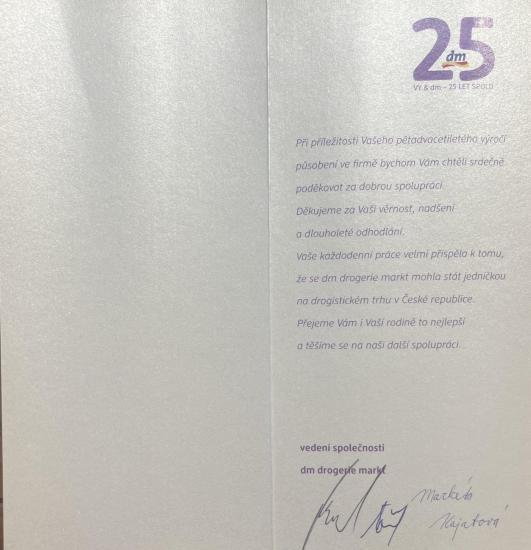 25
dm
VY & dm – 25 LET SPOLU
Při příležitosti Vašeho pětadvacetiletého výročí
působení ve firmě bychom Vám chtěli srdečně
poděkovat za dobrou spolupráci.
Děkujeme za Vaši věrnost, nadšení
a dlouholeté odhodlání.
Vaše každodenní práce velmi přispěla k tomu,
že se dm drogerie markt mohla stát jedničkou
na drogistickém trhu v České republice.
Přejeme Vám i Vaší rodině to nejlepší
a těšíme se na naši další spolupráci.
vedení společnosti
dm drogerie markt
Markéta
Kajatová